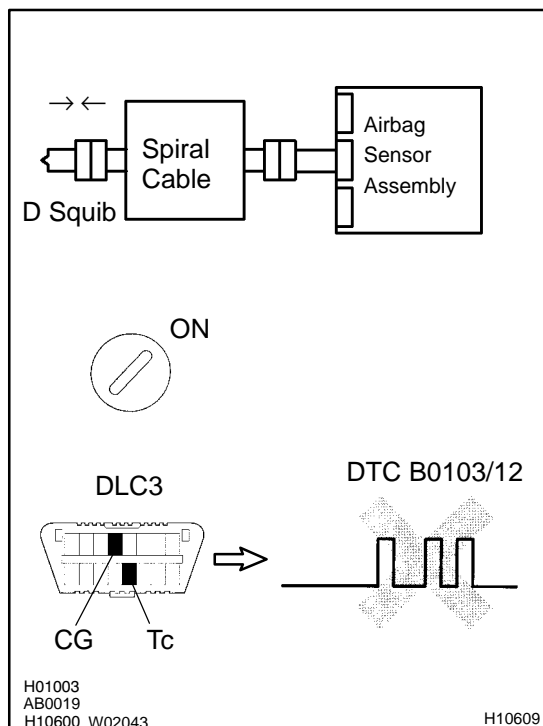 Airbag
Sensor
Assembly
Spiral
Cable
D Squib
ON
DLC3
DTC B0103/12
CG
Tc
H01003
AB0019
H10600 W02043
H10609